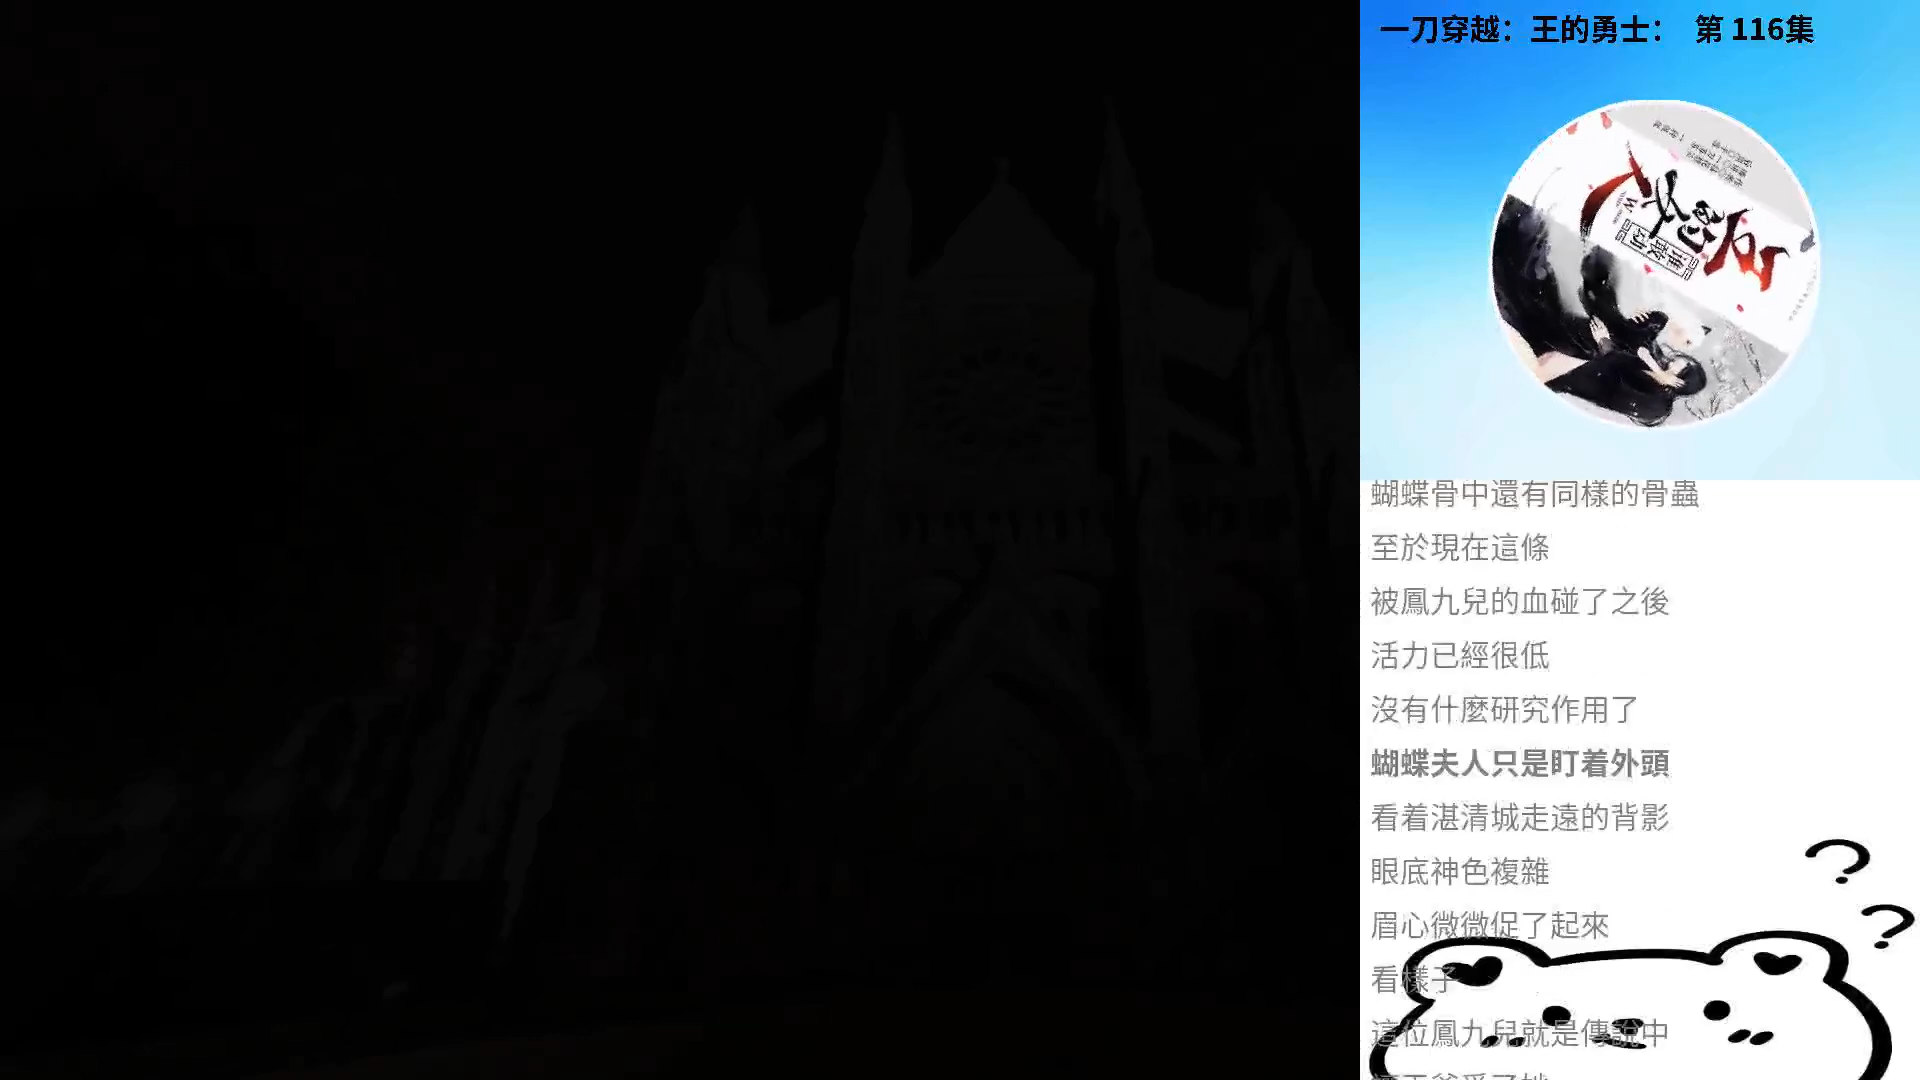 一刀穿越：王的勇士： 第 116集
蝴蝶骨中還有同樣的骨蟲
至於現在這條
被鳳九兒的血碰了之後
活力已經很低
沒有什麼研究作用了
蝴蝶夫人只是盯着外頭
看着湛清城走遠的背影
眼底神色複雜
眉心微微促了起來
看樣子
這位鳳九兒就是傳說中
? ?